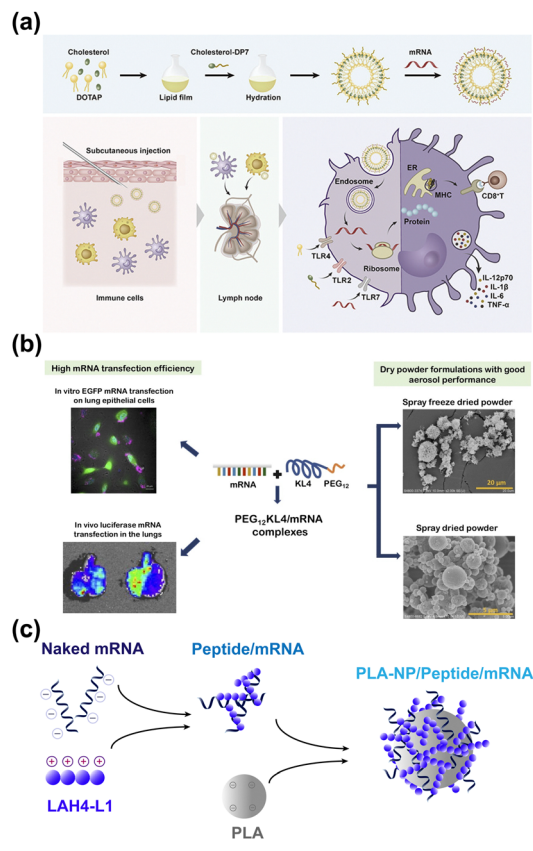 (a)
Cholesterol
DOTAP
Cholesterol-DP7
Lipid film
Hydration
mRNA
Subcutaneous injection
Immune cells
Lymph node
Endosome
ER
MHC
CD8+T
Protein
Ribosome
TLR4
TLR2
TLR7
IL-12p70
IL-1β
IL-6
TNF-α
(b)
High mRNA transfection efficiency
In vitro EGFP mRNA transfection
on lung epithelial cells
In vivo luciferase mRNA
transfection in the lungs
mRNA
+
KL4
PEG12
PEG12KL4/mRNA
complexes
Dry powder formulations with good
aerosol performance
Spray freeze dried powder
20 μm
Spray dried powder
(c)
Naked mRNA
Peptide/mRNA
PLA-NP/Peptide/mRNA
LAH4-L1
PLA